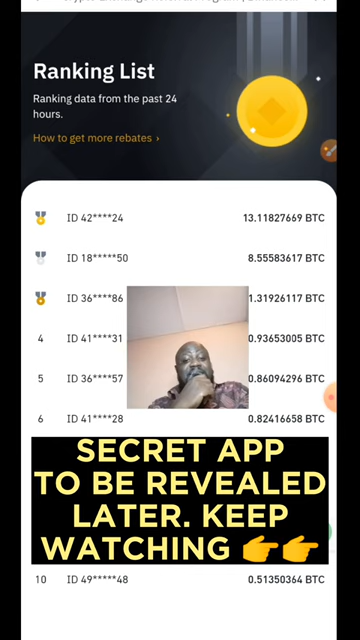 Ranking List
Ranking data from the past 24
hours.
How to get more rebates ›
ID 42****24 13.11827669 BTC
ID 18*****50 8.55583617 BTC
ID 36****86 1.31926117 BTC
4 ID 41****31 0.93653005 BTC
5 ID 36****57 0.86094296 BTC
6 ID 41****28 0.82416658 BTC
SECRET APP
TO BE REVEALED
LATER. KEEP
WATCHING 👉👉
10 ID 49****48 0.51350364 BTC